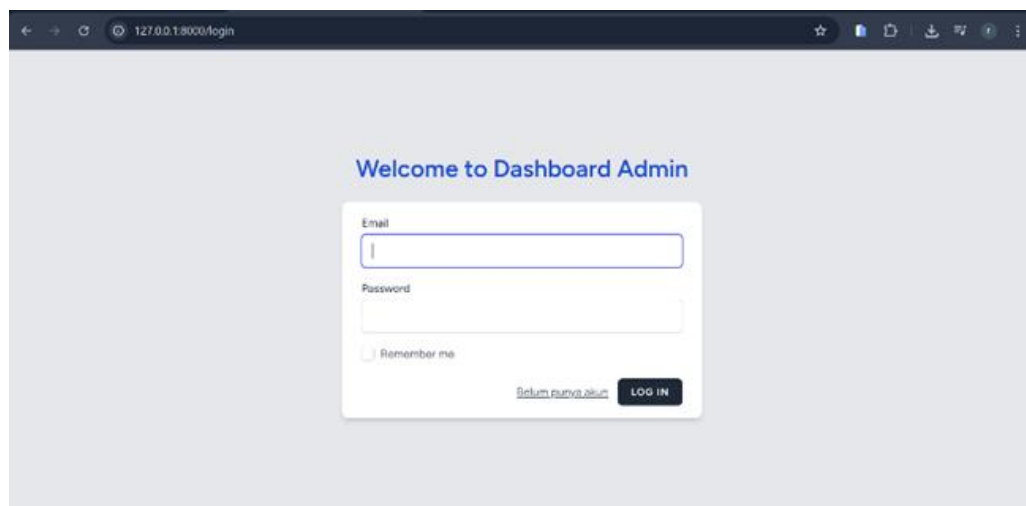 127.0.0.1:8000/login
Welcome to Dashboard Admin
Email
Password
Remember me
Belum punya akun LOG IN